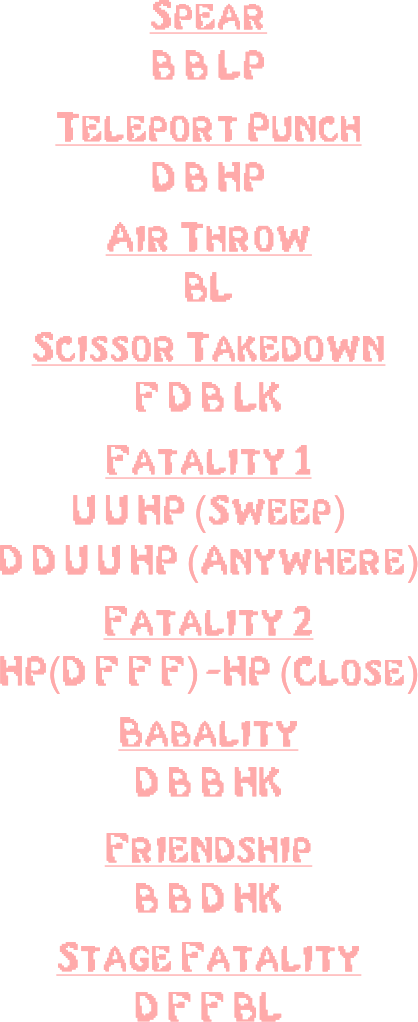 Spear
B B LP
Teleport Punch
D B HP
Air Throw
BL
Scissor Takedown
F D B LK
Fatality 1
U U HP (Sweep)
D D U U HP (Anywhere)
Fatality 2
HP(D F F F) -HP (Close)
Babality
D B B HK
Friendship
B B D HK
Stage Fatality
D F F BL